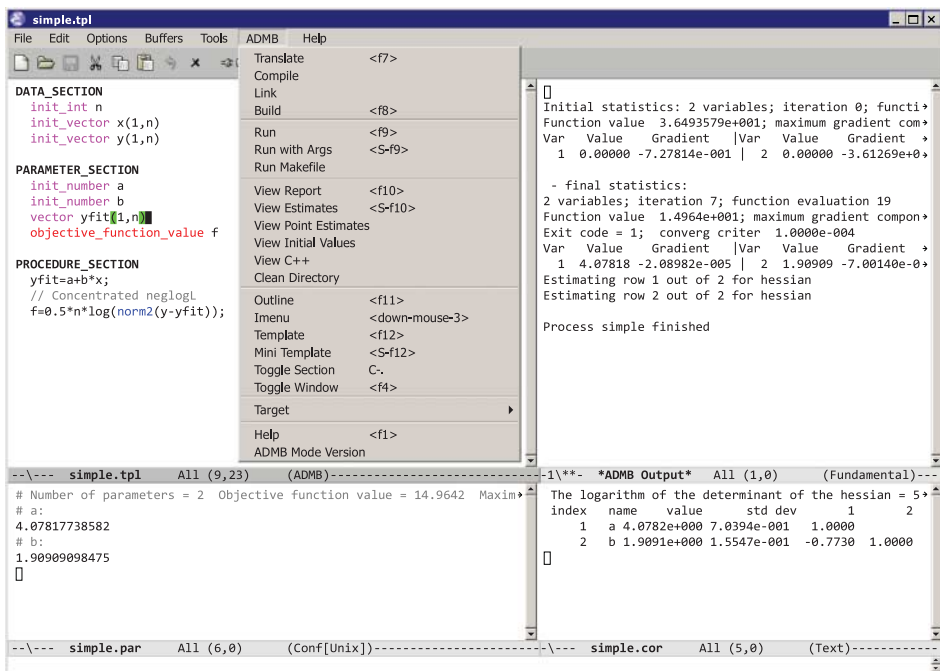 simple.tpl
File Edit Options Buffers Tools ADMB Help
DATA_SECTION
init_int n
init_vector x(1,n)
init_vector y(1,n)
PARAMETER_SECTION
init_number a
init_number b
vector yfit(1,n)
objective_function_value f
PROCEDURE_SECTION
yfit=a+b*x;
// Concentrated neglogL
f=0.5*n*log(norm2(y-yfit));
Translate <f7>
Compile
Link
Build <f8>
Run <f9>
Run with Args <S-f9>
Run Makefile
View Report <f10>
View Estimates <S-f10>
View Point Estimates
View Initial Values
View C++
Clean Directory
Outline <f11>
Imenu <down-mouse-3>
Template <f12>
Mini Template <S-f12>
Toggle Section C-.
Toggle Window <f4>
Target
Help <f1>
ADMB Mode Version
Initial statistics: 2 variables; iteration 0; functi
Function value 3.6493579e+001; maximum gradient com
Var Value Gradient |Var Value Gradient
1 0.00000 -7.27814e-001 | 2 0.00000 -3.61269e+0
- final statistics:
2 variables; iteration 7; function evaluation 19
Function value 1.4964e+001; maximum gradient compon
Exit code = 1; converg criter 1.0000e-004
Var Value Gradient |Var Value Gradient
1 4.07818 -2.08982e-005 | 2 1.90909 -7.00140e-0
Estimating row 1 out of 2 for hessian
Estimating row 2 out of 2 for hessian
Process simple finished
--\--- simple.tpl All (9,23) (ADMB)-----------------------------1\**- *ADMB Output* All (1,0) (Fundamental)---
# Number of parameters = 2 Objective function value = 14.9642 Maxim
# a:
4.07817738582
# b:
1.90909098475
The logarithm of the determinant of the hessian = 5
index name value std dev 1 2
1 a 4.0782e+000 7.0394e-001 1.0000
2 b 1.9091e+000 1.5547e-001 -0.7730 1.0000
--\--- simple.par All (6,0) (Conf[Unix])-----------------------\--- simple.cor All (5,0) (Text)------------